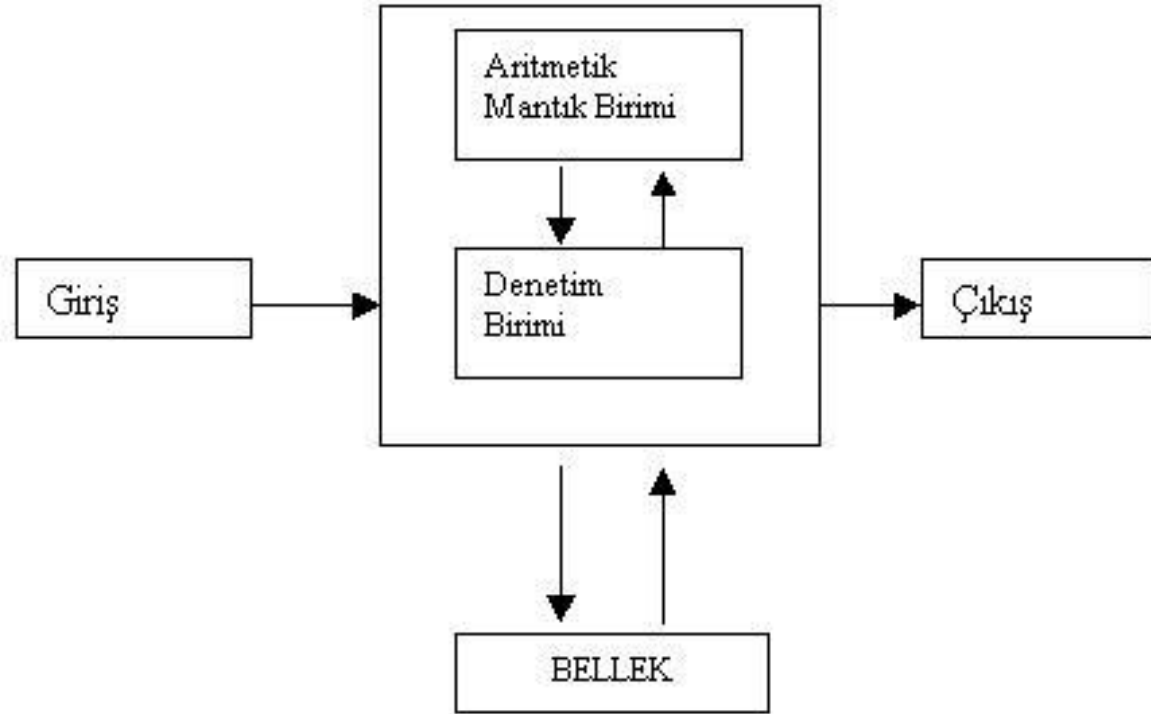 Aritmetik
Mantık Birimi
Denetim
Birimi
Giriş
Çıkış
BELLEK